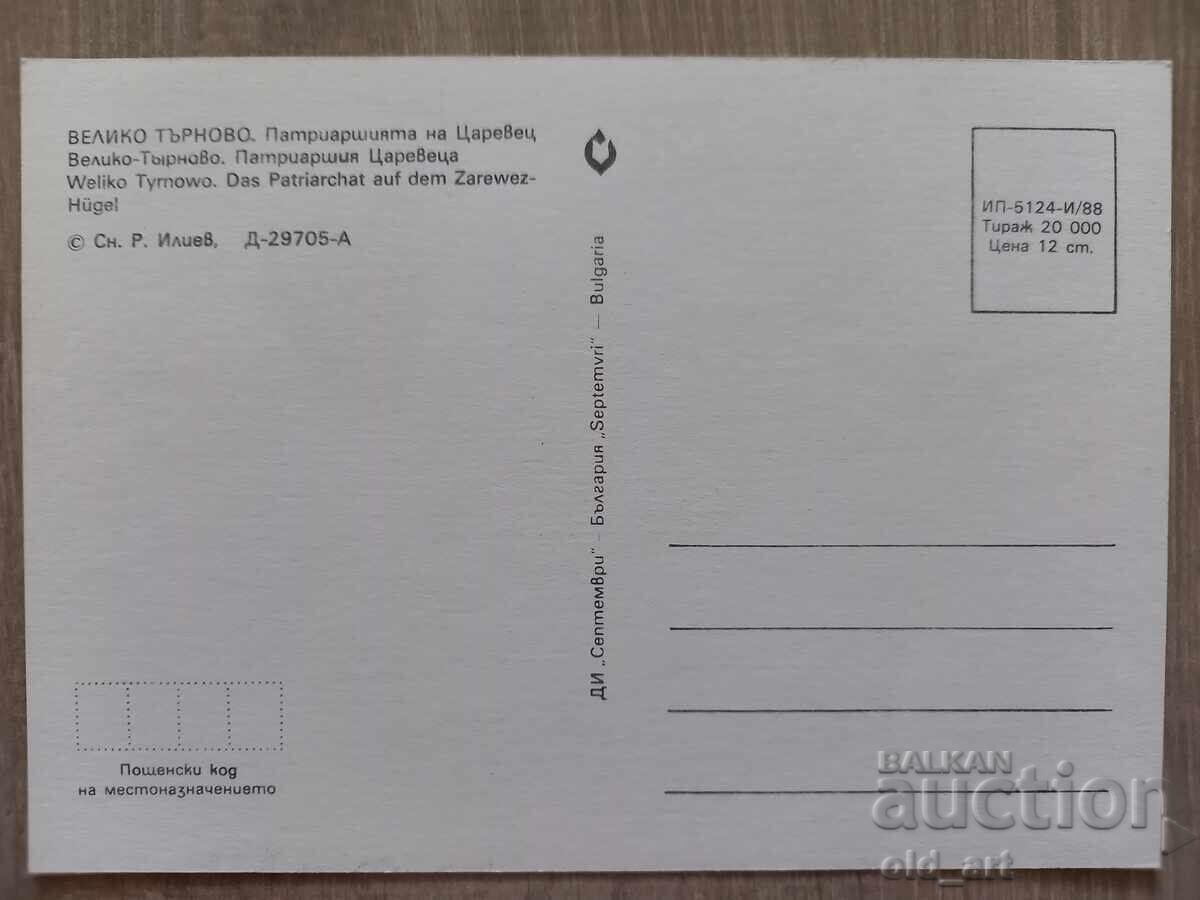 ВЕЛИКО ТЪРНОВО. Патриаршията на Царевец
Велико-Тырново. Патриаршия Царевеца
Weliko Tyrnowo. Das Patriarchat auf dem Zarewez-
Hügel
© Сн. Р. Илиев, Д-29705-А
ДИ „Септември" – България „Septemvri" — Bulgaria
ИП-5124-И/88
Тираж 20 000
Цена 12 ст.
Пощенски код
на местоназначението
BALKAN
auction
old_art